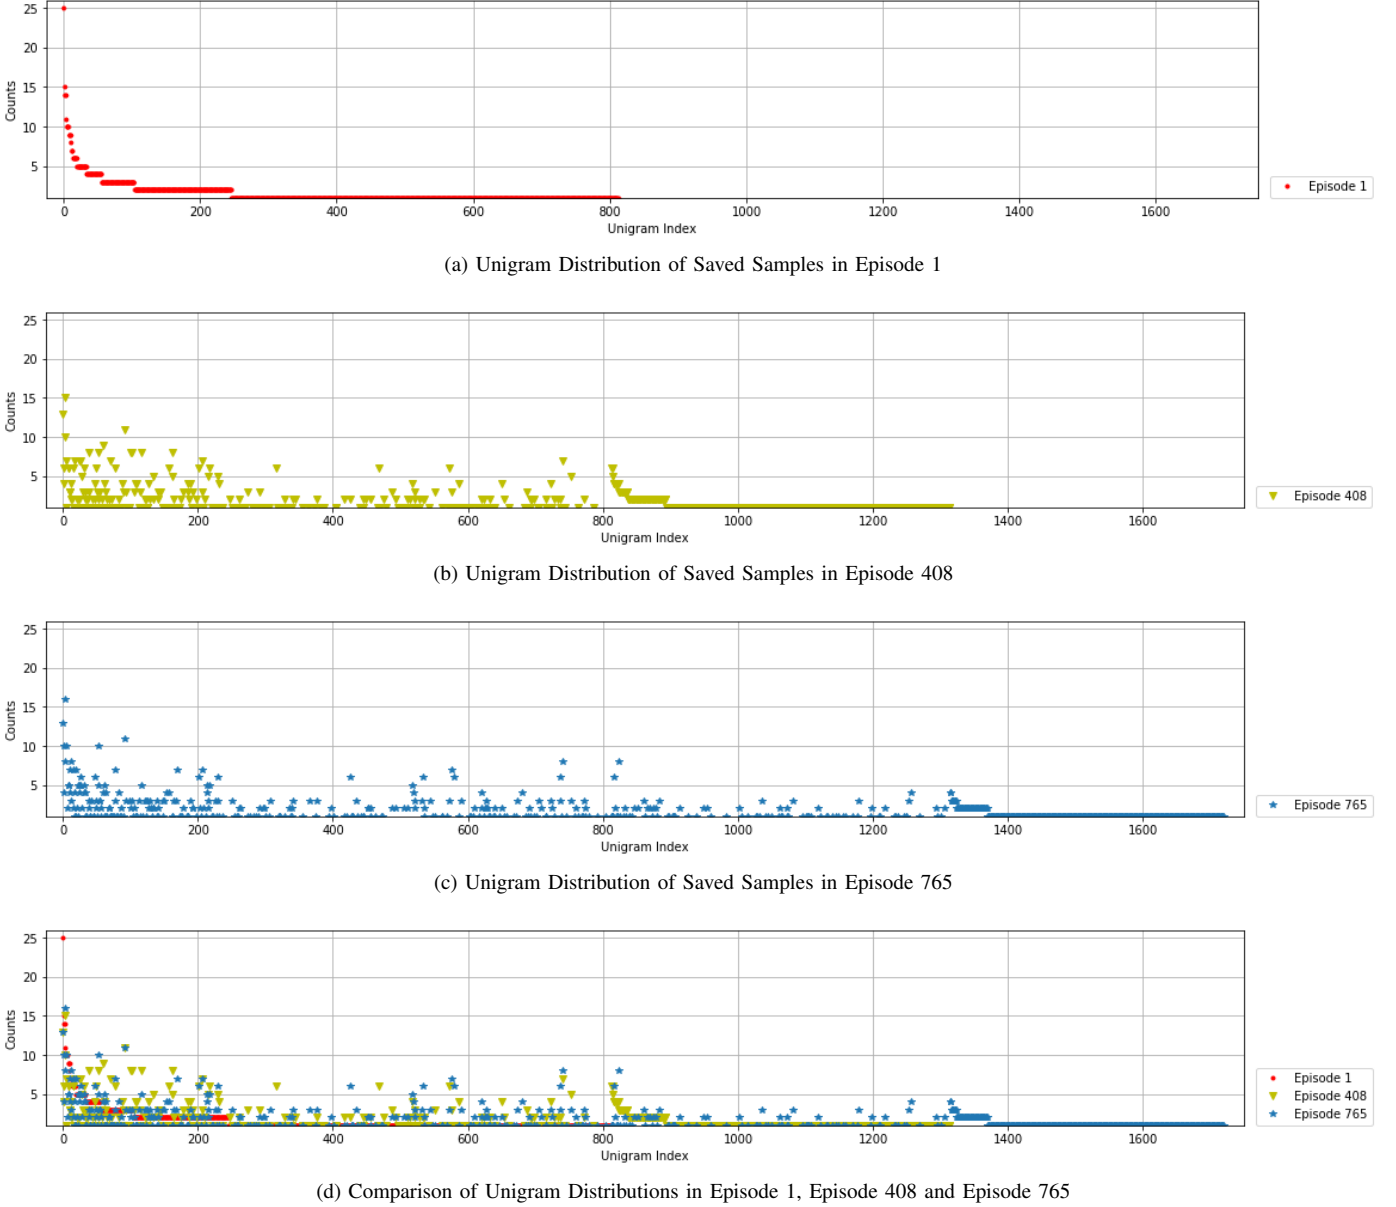 25
20
15
10
5
Counts
0 200 400 600 800 1000 1200 1400 1600
Unigram Index
Episode 1
(a) Unigram Distribution of Saved Samples in Episode 1
25
20
15
10
5
Counts
0 200 400 600 800 1000 1200 1400 1600
Unigram Index
Episode 408
(b) Unigram Distribution of Saved Samples in Episode 408
25
20
15
10
5
Counts
0 200 400 600 800 1000 1200 1400 1600
Unigram Index
Episode 765
(c) Unigram Distribution of Saved Samples in Episode 765
25
20
15
10
5
Counts
0 200 400 600 800 1000 1200 1400 1600
Unigram Index
Episode 1
Episode 408
Episode 765
(d) Comparison of Unigram Distributions in Episode 1, Episode 408 and Episode 765